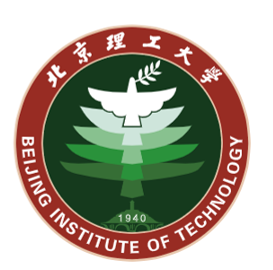 北京理工大学
1940
BEIJING INSTITUTE OF TECHNOLOGY